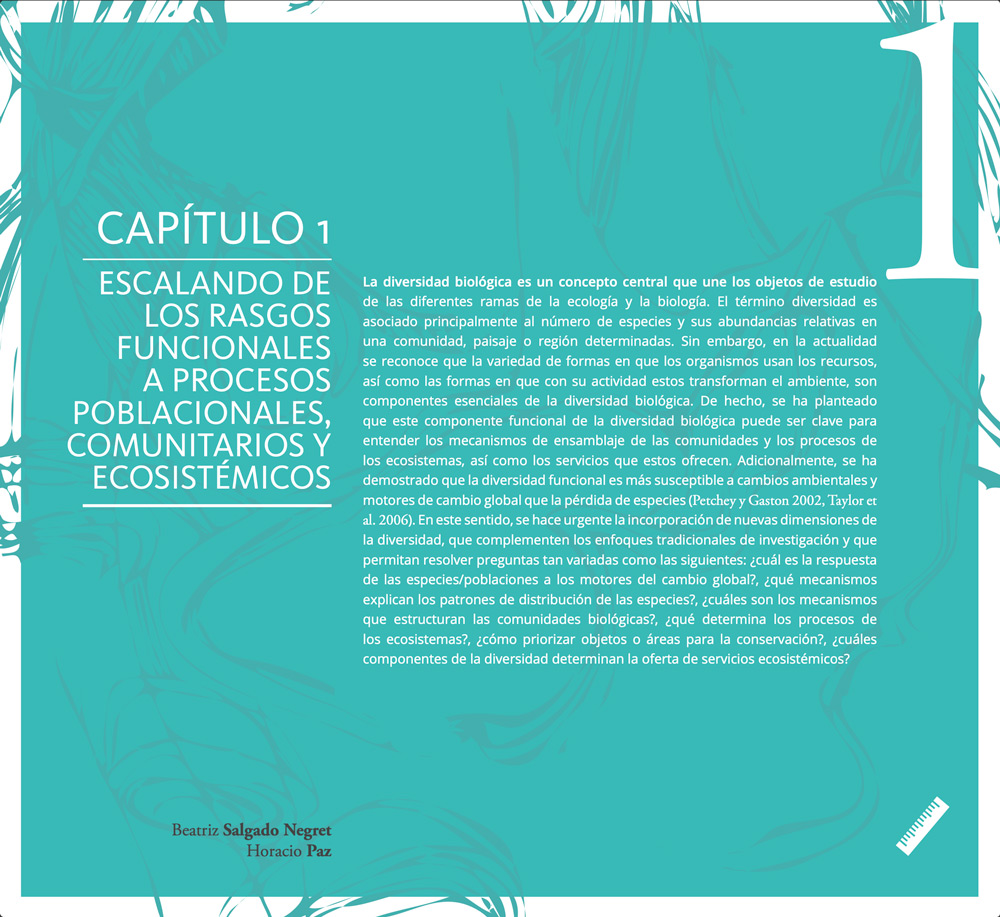 1
CAPÍTULO 1
ESCALANDO DE
LOS RASGOS
FUNCIONALES
A PROCESOS
POBLACIONALES,
COMUNITARIOS Y
ECOSISTÉMICOS
La diversidad biológica es un concepto central que une los objetos de estudio
de las diferentes ramas de la ecología y la biología. El término diversidad es
asociado principalmente al número de especies y sus abundancias relativas en
una comunidad, paisaje o región determinadas. Sin embargo, en la actualidad
se reconoce que la variedad de formas en que los organismos usan los recursos,
así como las formas en que con su actividad estos transforman el ambiente, son
componentes esenciales de la diversidad biológica. De hecho, se ha planteado
que este componente funcional de la diversidad biológica puede ser clave para
entender los mecanismos de ensamblaje de las comunidades y los procesos de
los ecosistemas, así como los servicios que estos ofrecen. Adicionalmente, se ha
demostrado que la diversidad funcional es más susceptible a cambios ambientales y
motores de cambio global que la pérdida de especies (Petchey y Gaston 2002, Taylor et
al. 2006). En este sentido, se hace urgente la incorporación de nuevas dimensiones de
la diversidad, que complementen los enfoques tradicionales de investigación y que
permitan resolver preguntas tan variadas como las siguientes: ¿cuál es la respuesta
de las especies/poblaciones a los motores del cambio global?, ¿qué mecanismos
explican los patrones de distribución de las especies?, ¿cuáles son los mecanismos
que estructuran las comunidades biológicas?, ¿qué determina los procesos de
los ecosistemas?, ¿cómo priorizar objetos o áreas para la conservación?, ¿cuáles
componentes de la diversidad determinan la oferta de servicios ecosistémicos?
Beatriz Salgado Negret
Horacio Paz